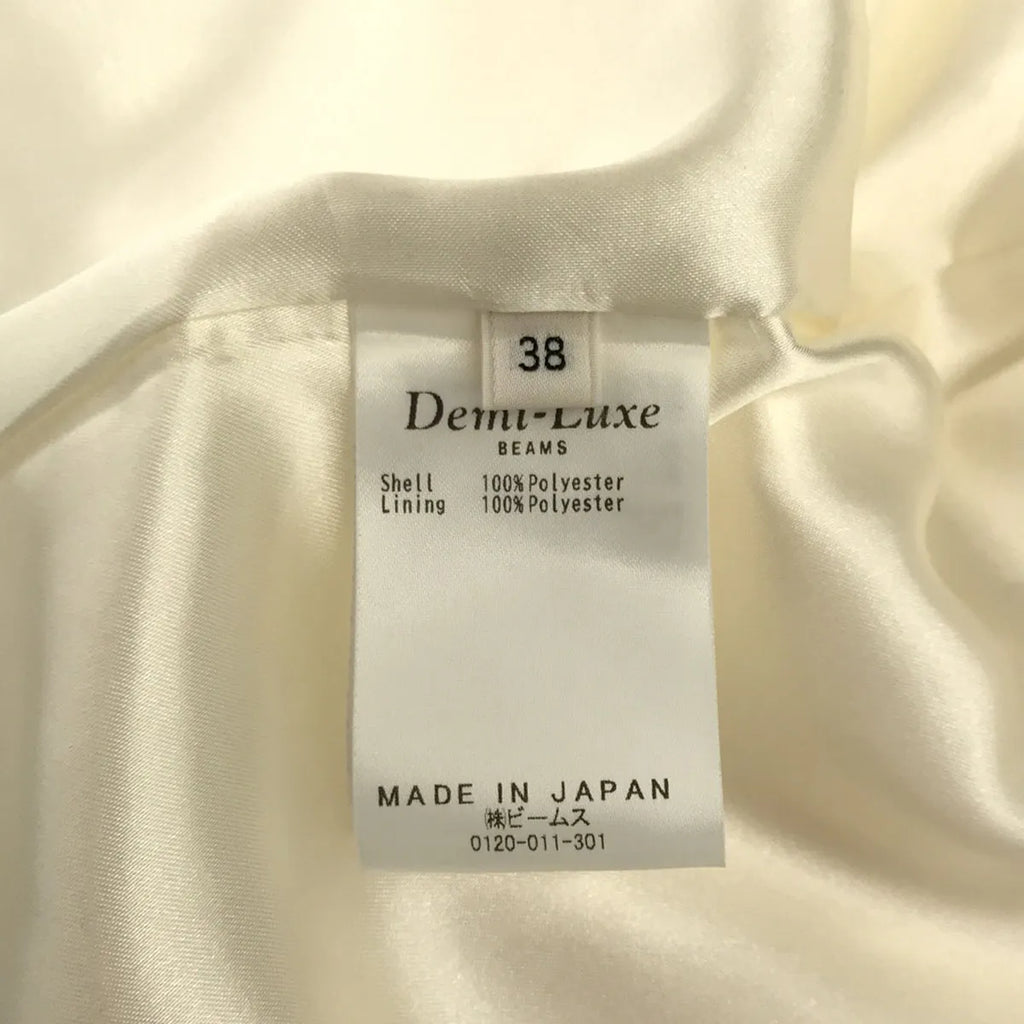 38
Demi-Luxe
BEAMS
Shell 100%Polyester
Lining 100%Polyester
MADE IN JAPAN
㈱ビームス
0120-011-301